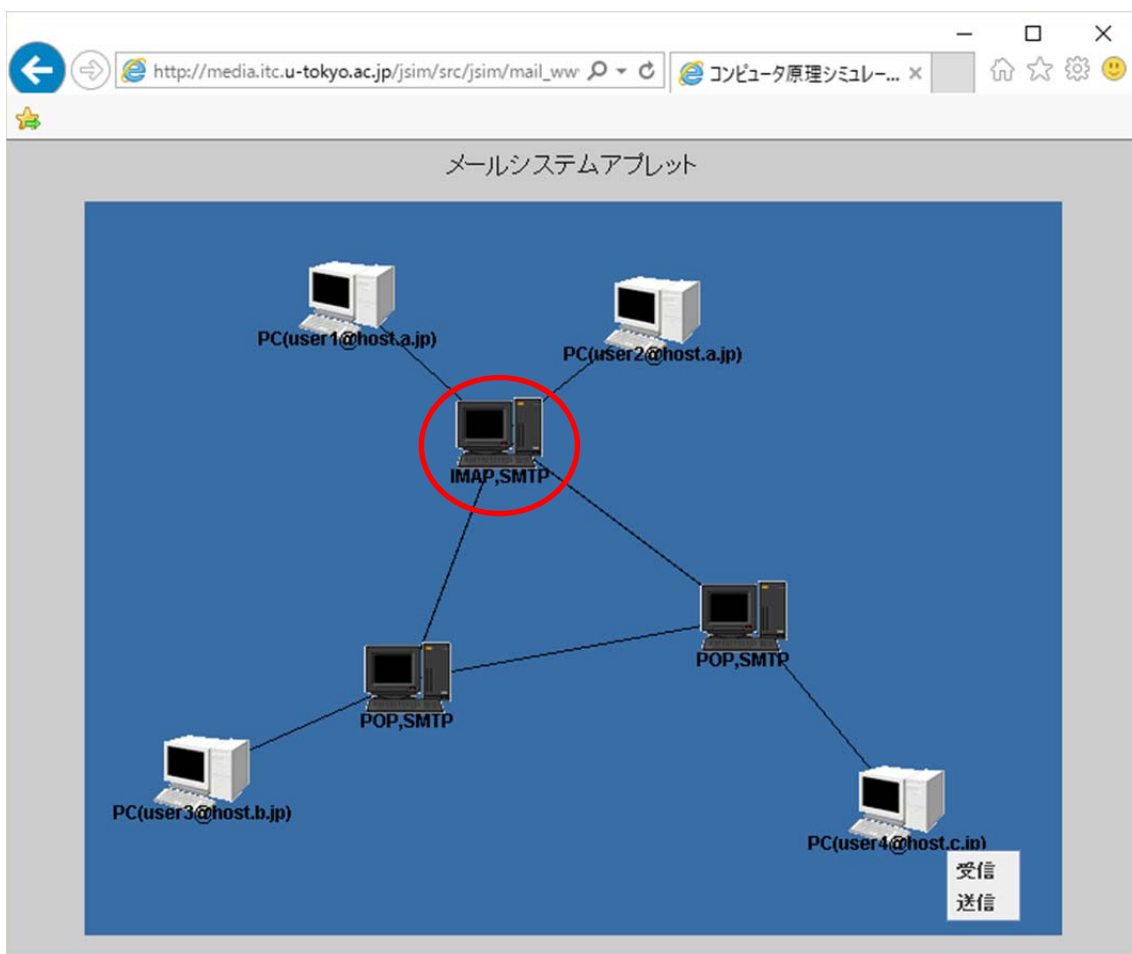 http://media.itc.u-tokyo.ac.jp/jsim/src/jsim/mail_ww
コンピュータ原理シミュレー...
メールシステムアプレット
PC(user1@host.a.jp)
PC(user2@host.a.jp)
IMAP,SMTP
POP,SMTP
POP,SMTP
PC(user3@host.b.jp)
PC(user4@host.c.jp)
受信
送信